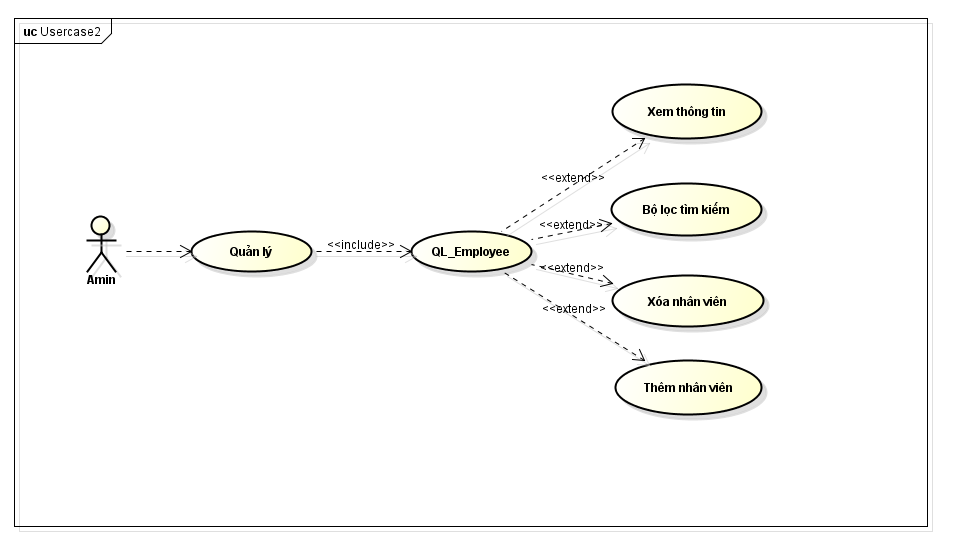 uc Usercase2
Xem thông tin
<<extend>>
Bộ lọc tìm kiếm
<<extend>>
Quản lý
<<include>>
QL_Employee
<<extend>>
Amin
Xóa nhân viên
<<extend>>
Thêm nhân viên